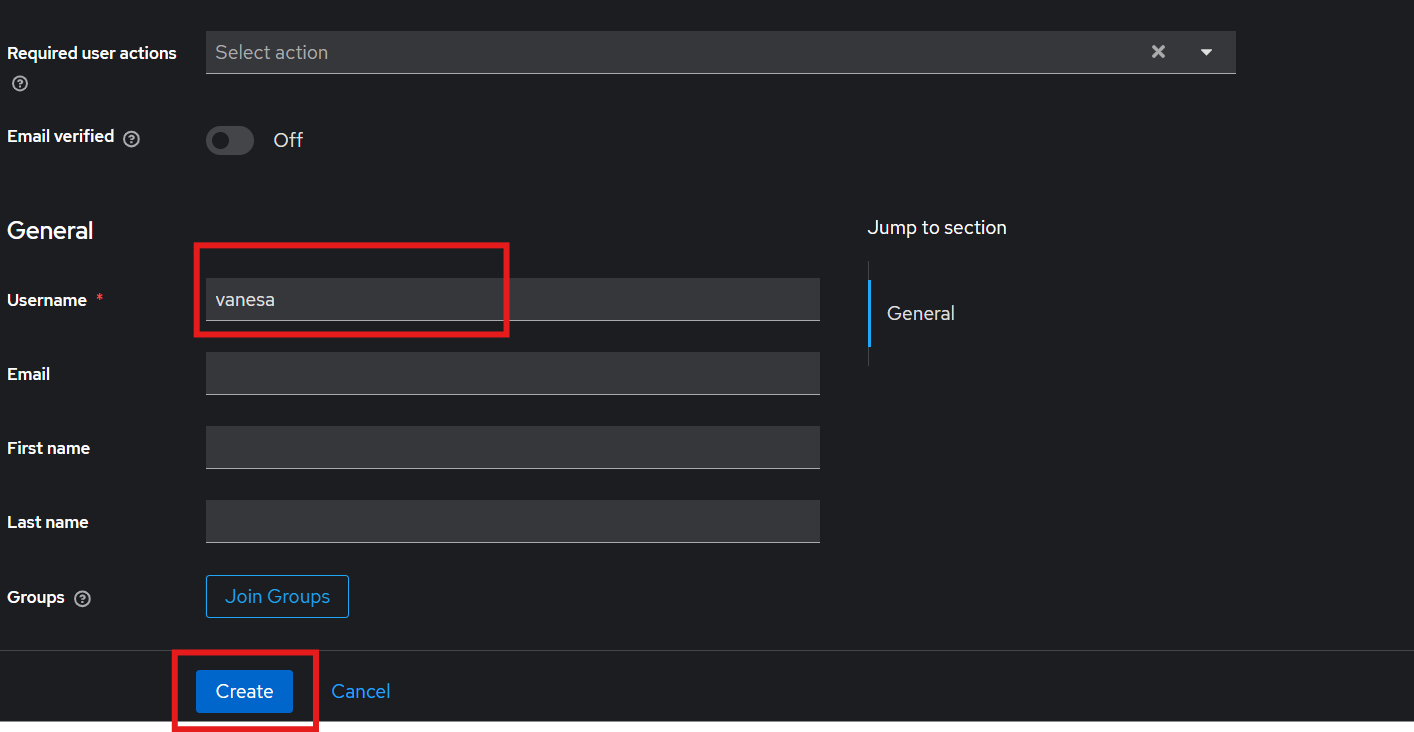 Required user actions
Select action
Email verified
Off
General
Jump to section
Username *
vanesa
General
Email
First name
Last name
Groups
Join Groups
Create
Cancel